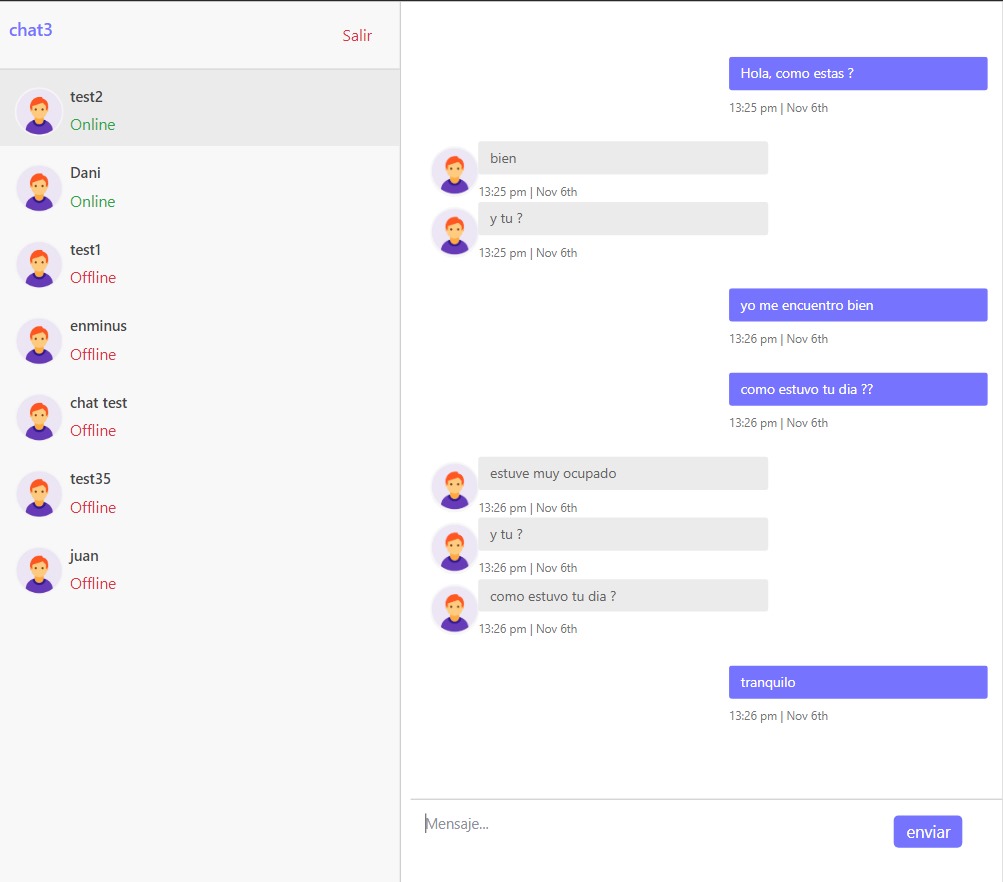 chat3
Salir
test2
Online
Dani
Online
test1
Offline
enminus
Offline
chat test
Offline
test35
Offline
juan
Offline
Hola, como estas ?
13:25 pm | Nov 6th
bien
13:25 pm | Nov 6th
y tu ?
13:25 pm | Nov 6th
yo me encuentro bien
13:26 pm | Nov 6th
como estuvo tu dia ??
13:26 pm | Nov 6th
estuve muy ocupado
13:26 pm | Nov 6th
y tu ?
13:26 pm | Nov 6th
como estuvo tu dia ?
13:26 pm | Nov 6th
tranquilo
13:26 pm | Nov 6th
Mensaje...
enviar